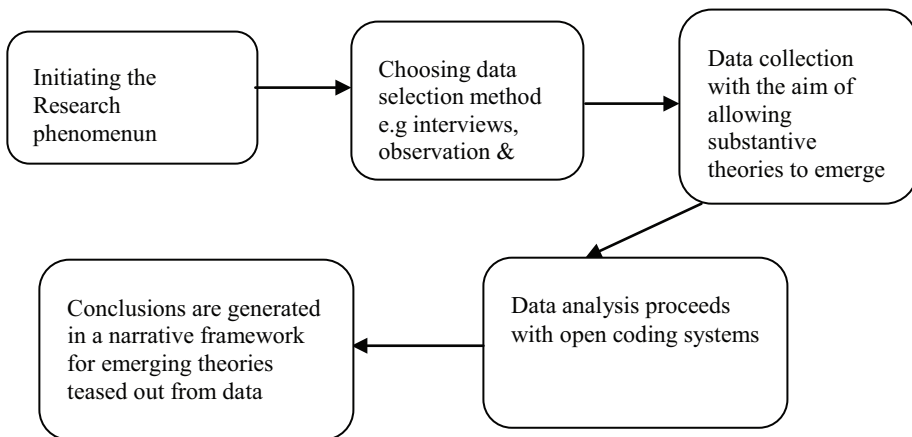 Initiating the
Research
phenomenun
Choosing data
selection method
e.g interviews,
observation &
Data collection
with the aim of
allowing
substantive
theories to emerge
Data analysis proceeds
with open coding systems
Conclusions are generated
in a narrative framework
for emerging theories
teased out from data